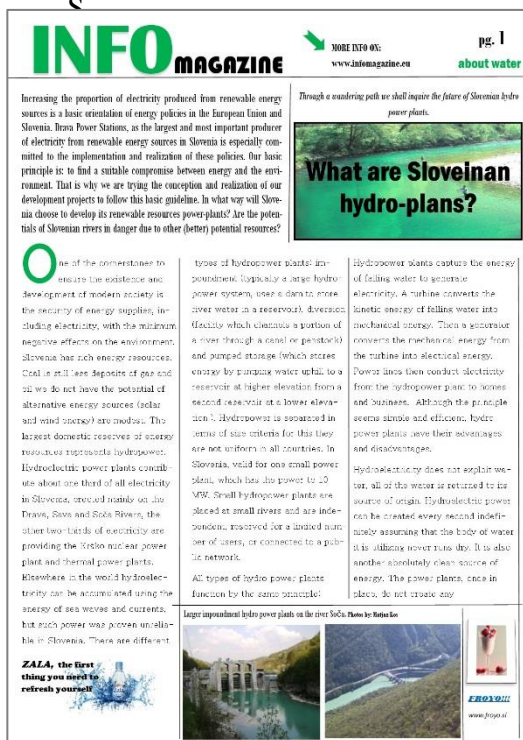 INFO MAGAZINE
MORE INFO ON:
www.infomagazine.eu
pg. 1
about water
Increasing the proportion of electricity produced from renewable energy
sources is a basic orientation of energy policies in the European Union and
Slovenia. Drava Power Stations, as the largest and most important producer
of electricity from renewable energy sources in Slovenia is especially com-
mitted to the implementation and realization of these policies. Our basic
principle is: to find a suitable compromise between energy and the envi-
ronment. That is why we are trying the conception and realization of our
development projects to follow this basic guideline. In what way will Slove-
nia choose to develop its renewable resources power-plants? Are the poten-
tials of Slovenian rivers in danger due to other (better) potential resources?
Through a wandering path we shall inquire the future of Slovenian hydro
power plants.
What are Sloveinan
hydro-plans?
One of the cornerstones to
ensure the existence and
development of modern society is
the security of energy supplies, in-
cluding electricity, with the minimum
negative effects on the environment.
Slovenia has rich energy resources.
Coal is still less deposits of gas and
oil we do not have the potential of
alternative energy sources (solar
and wind energy) are modest. The
largest domestic reserves of energy
resources represents hydropower.
Hydroelectric power plants contrib-
ute about one third of all electricity
in Slovenia, created mainly on the
Drava, Sava and Soča Rivers, the
other two-thirds of electricity are
providing the Krsko nuclear power
plant and thermal power plants.
Elsewhere in the world hydroelec-
tricity can be accumulated using the
energy of sea waves and currents,
but such power was proven unrelia-
ble in Slovenia. There are different
types of hydropower plants: im-
poundment (typically a large hydro-
power system, uses a dam to store
river water in a reservoir), diversion
(facility which channels a portion of
a river through a canal or penstock)
and pumped storage (which stores
energy by pumping water uphill to a
reservoir at higher elevation from a
second reservoir at a lower eleva-
tion). Hydropower is separated in
terms of size criteria for this they
are not uniform in all countries. In
Slovenia, valid for one small power
plant, which has the power to 10
MW. Small hydropower plants are
placed at small rivers and are inde-
pendent, reserved for a limited num-
ber of users, or connected to a pub-
lic network.
All types of hydro power plants
function by the same principle:
Hydropower plants capture the energy
of falling water to generate
electricity. A turbine converts the
kinetic energy of falling water into
mechanical energy. Then a generator
converts the mechanical energy from
the turbine into electrical energy.
Power lines then conduct electricity
from the hydropower plant to homes
and business. Although the principle
seems simple and efficient, hydro
power plants have their advantages
and disadvantages.
Hydroelectricity does not exploit wa-
ter, all of the water is returned to its
source of origin. Hydroelectric power
can be created every second indefi-
nitely assuming that the body of water
it is utilizing never runs dry. It is also
another absolutely clean source of
energy. The power plants, once in
place, do not create any
Larger impoundment hydro power plants on the river Soča. Photos by: Matjaz Kos
ZALA, the first
thing you need to
refresh yourself
FROYO!!!
www.froyo.si